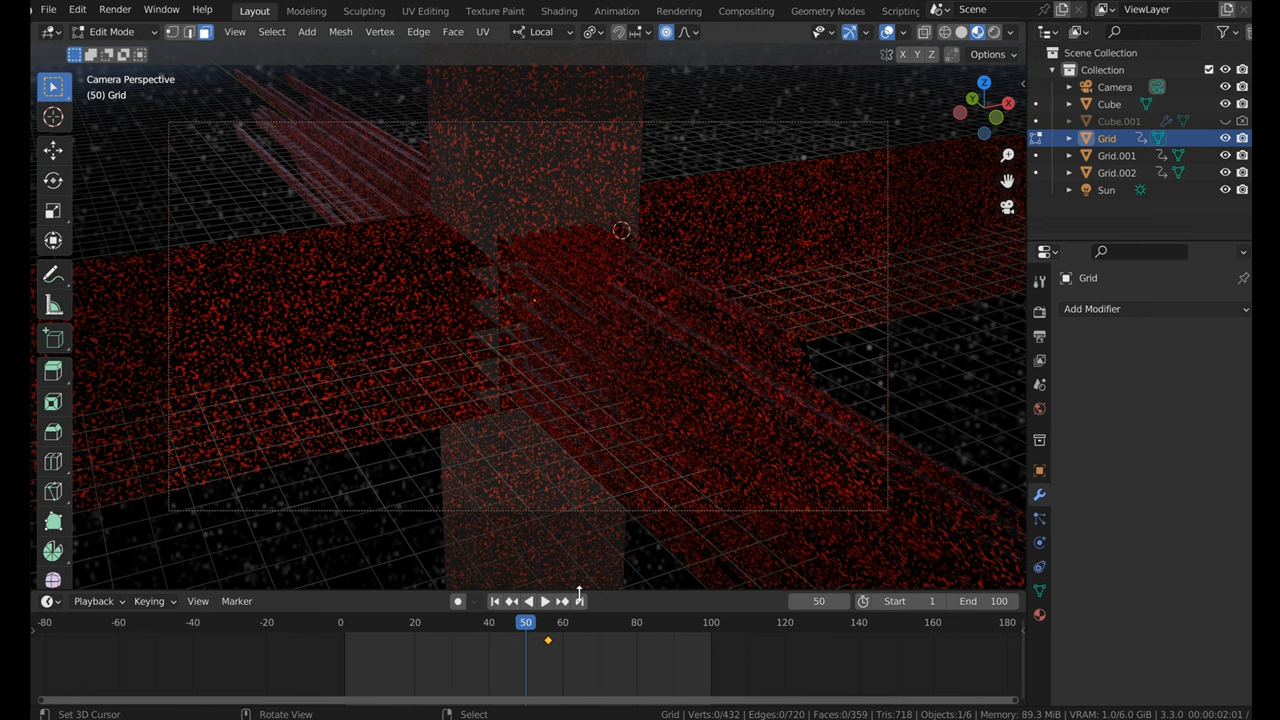 File Edit Render Window Help Layout Modeling Sculpting UV Editing Texture Paint Shading Animation Rendering Compositing Geometry Nodes Scripting Scene ViewLayer
Edit Mode View Select Add Mesh Vertex Edge Face UV Local
X Y Z Options
Camera Perspective
(50) Grid
Z
Y
X
Scene Collection
Collection
Camera
Cube
Cube.001
Grid
Grid.001
Grid.002
Sun
Grid
Add Modifier
Playback Keying View Marker 50 Start 1 End 100
-80 -60 -40 -20 0 20 40 50 60 80 100 120 140 160 180
Set 3D Cursor Rotate View Select Grid | Verts:0/432 | Edges:0/720 | Faces:0/359 | Tris:718 | Objects:1/6 | Memory: 89.3 MiB | VRAM: 1.0/6.0 GiB | 3.3.0 00:00:02:01 /